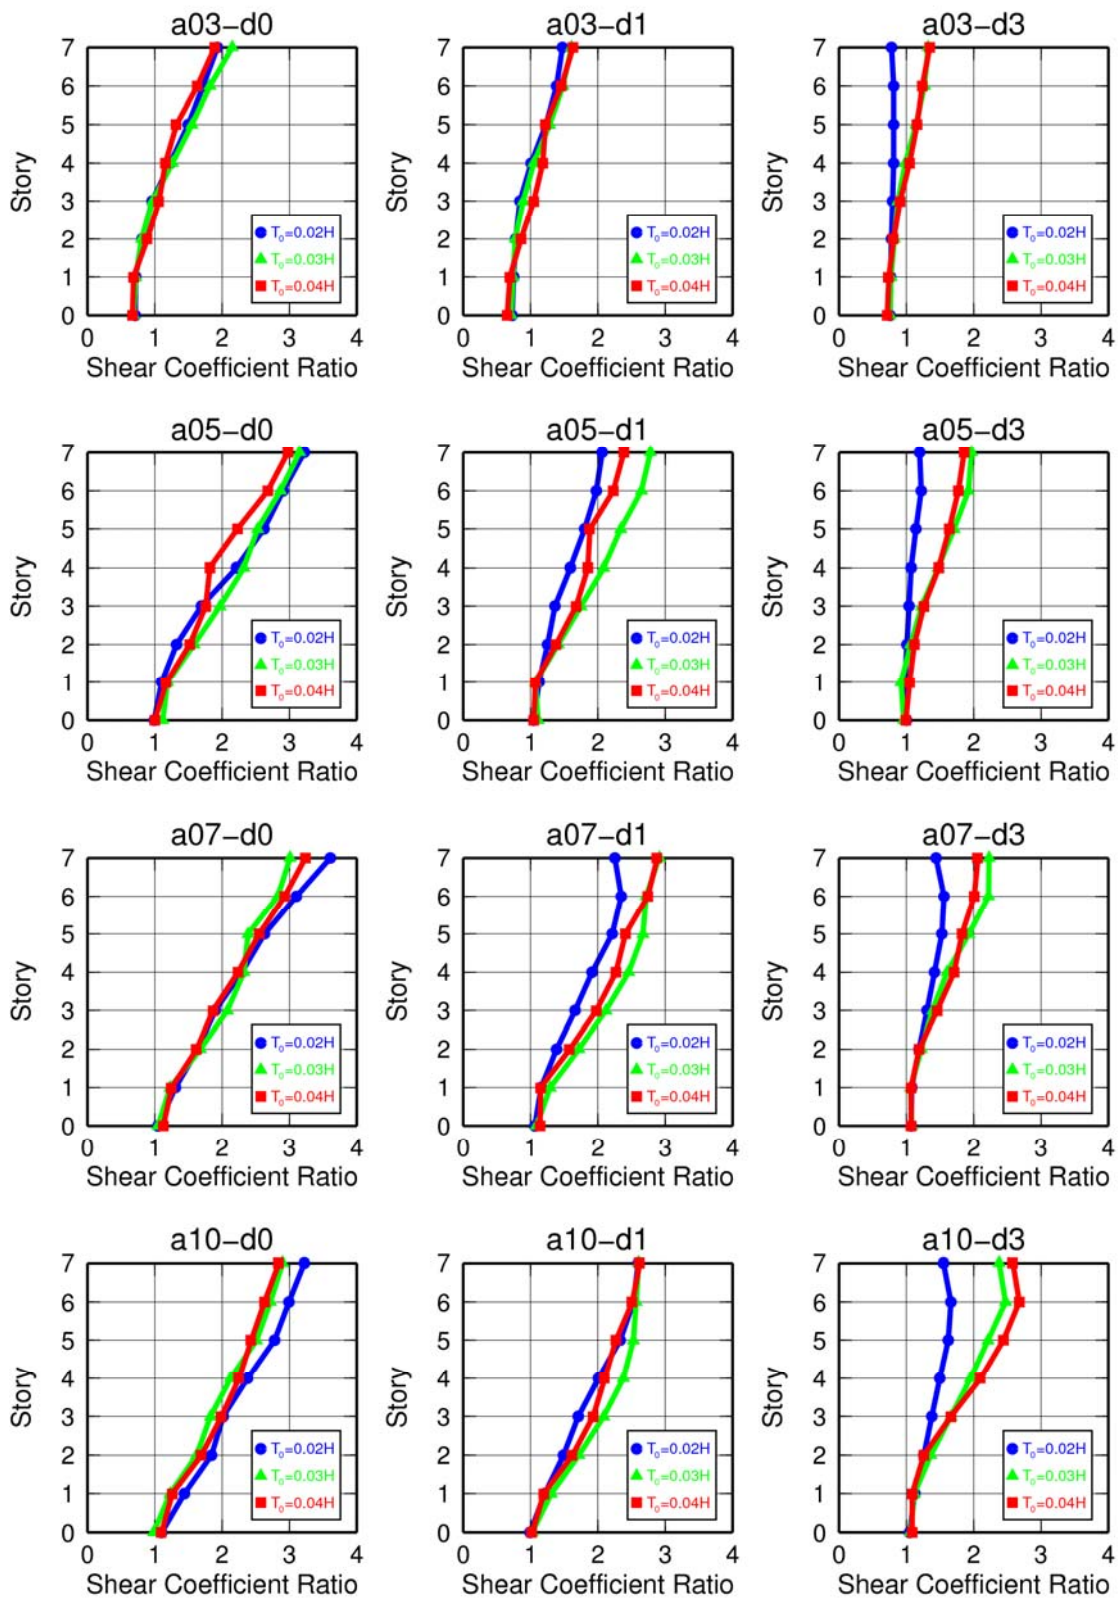 a03-d0 a03-d1 a03-d3
7 7 7
6 6 6
5 5 5
4 4 4
3 3 3
2 2 2
1 1 1
0 0 0
Story Story Story
T0=0.02H T0=0.02H T0=0.02H
T0=0.03H T0=0.03H T0=0.03H
T0=0.04H T0=0.04H T0=0.04H
0 1 2 3 4 0 1 2 3 4 0 1 2 3 4
Shear Coefficient Ratio Shear Coefficient Ratio Shear Coefficient Ratio
a05-d0 a05-d1 a05-d3
7 7 7
6 6 6
5 5 5
4 4 4
3 3 3
2 2 2
1 1 1
0 0 0
Story Story Story
T0=0.02H T0=0.02H T0=0.02H
T0=0.03H T0=0.03H T0=0.03H
T0=0.04H T0=0.04H T0=0.04H
0 1 2 3 4 0 1 2 3 4 0 1 2 3 4
Shear Coefficient Ratio Shear Coefficient Ratio Shear Coefficient Ratio
a07-d0 a07-d1 a07-d3
7 7 7
6 6 6
5 5 5
4 4 4
3 3 3
2 2 2
1 1 1
0 0 0
Story Story Story
T0=0.02H T0=0.02H T0=0.02H
T0=0.03H T0=0.03H T0=0.03H
T0=0.04H T0=0.04H T0=0.04H
0 1 2 3 4 0 1 2 3 4 0 1 2 3 4
Shear Coefficient Ratio Shear Coefficient Ratio Shear Coefficient Ratio
a10-d0 a10-d1 a10-d3
7 7 7
6 6 6
5 5 5
4 4 4
3 3 3
2 2 2
1 1 1
0 0 0
Story Story Story
T0=0.02H T0=0.02H T0=0.02H
T0=0.03H T0=0.03H T0=0.03H
T0=0.04H T0=0.04H T0=0.04H
0 1 2 3 4 0 1 2 3 4 0 1 2 3 4
Shear Coefficient Ratio Shear Coefficient Ratio Shear Coefficient Ratio